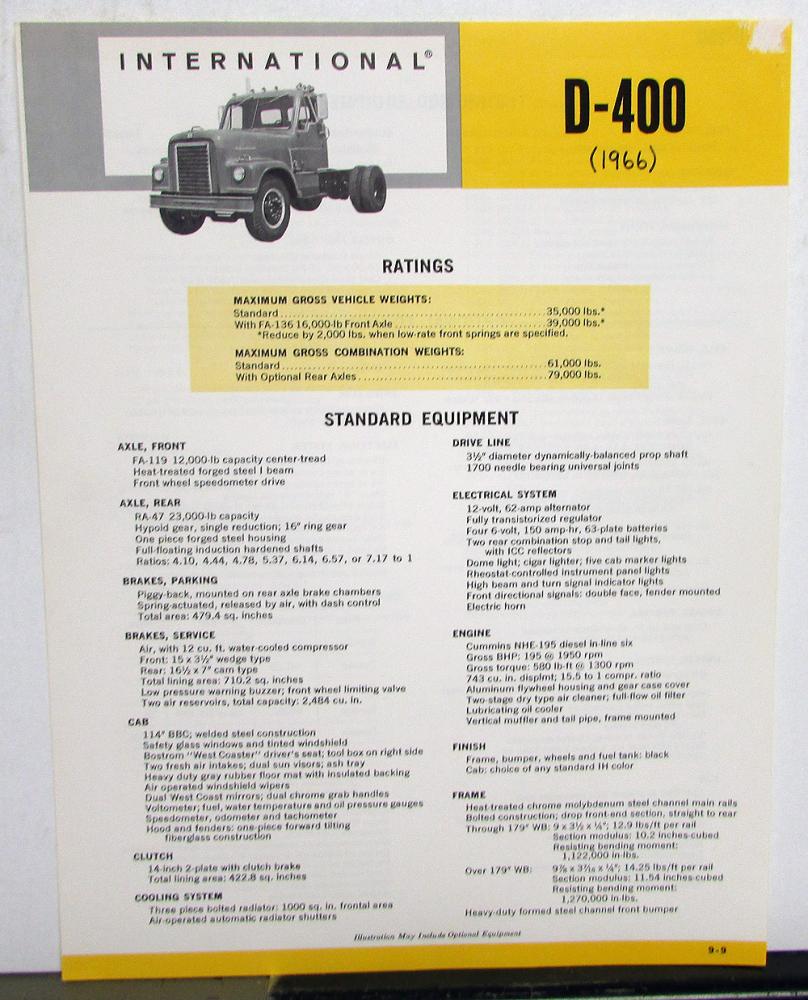 INTERNATIONAL®
D-400
(1966)
RATINGS
MAXIMUM GROSS VEHICLE WEIGHTS:
Standard 35,000 lbs.*
With FA-136 16,000-lb Front Axle 39,000 lbs.*
*Reduce by 2,000 lbs. when low-rate front springs are specified.
MAXIMUM GROSS COMBINATION WEIGHTS:
Standard 61,000 lbs.
With Optional Rear Axles 79,000 lbs.
STANDARD EQUIPMENT
AXLE, FRONT
FA-119 12,000-lb capacity center-tread
Heat-treated forged steel I beam
Front wheel speedometer drive
AXLE, REAR
RA-47 23,000-lb capacity
Hypoid gear, single reduction; 16" ring gear
One piece forged steel housing
Full-floating induction hardened shafts
Ratios: 4.10, 4.44, 4.78, 5.37, 6.14, 6.57, or 7.17 to 1
BRAKES, PARKING
Piggy-back, mounted on rear axle brake chambers
Spring-actuated, released by air, with dash control
Total area: 479.4 sq. inches
BRAKES, SERVICE
Air, with 12 cu. ft. water-cooled compressor
Front: 15 x 3½" wedge type
Rear: 16½ x 7" cam type
Total lining area: 710.2 sq. inches
Low pressure warning buzzer; front wheel limiting valve
Two air reservoirs, total capacity: 2,484 cu. in.
CAB
114" BBC; welded steel construction
Safety glass windows and tinted windshield
Bostrom "West Coaster" driver's seat; tool box on right side
Two fresh air intakes; dual sun visors; ash tray
Heavy duty gray rubber floor mat with insulated backing
Air operated windshield wipers
Dual West Coast mirrors; dual chrome grab handles
Voltometer; fuel, water temperature and oil pressure gauges
Speedometer, odometer and tachometer
Hood and fenders: one-piece forward tilting
fiberglass construction
CLUTCH
14-inch 2-plate with clutch brake
Total lining area: 422.8 sq. inches
COOLING SYSTEM
Three piece bolted radiator: 1000 sq. in. frontal area
Air-operated automatic radiator shutters
DRIVE LINE
3½" diameter dynamically-balanced prop shaft
1700 needle bearing universal joints
ELECTRICAL SYSTEM
12-volt, 62-amp alternator
Fully transistorized regulator
Four 6-volt, 150 amp-hr, 63-plate batteries
Two rear combination stop and tail lights,
with ICC reflectors
Dome light; cigar lighter; five cab marker lights
Rheostat-controlled instrument panel lights
High beam and turn signal indicator lights
Front directional signals: double face, fender mounted
Electric horn
ENGINE
Cummins NHE-195 diesel in-line six
Gross BHP: 195 @ 1950 rpm
Gross torque: 580 lb-ft @ 1300 rpm
743 cu. in. displmt; 15.5 to 1 compr. ratio
Aluminum flywheel housing and gear case cover
Two-stage dry type air cleaner; full-flow oil filter
Lubricating oil cooler
Vertical muffler and tail pipe, frame mounted
FINISH
Frame, bumper, wheels and fuel tank: black
Cab: choice of any standard IH color
FRAME
Heat-treated chrome molybdenum steel channel main rails
Bolted construction; drop front-end section, straight to rear
Through 179" WB: 9 x 3½ x ¼"; 12.9 lbs/ft per rail
Section modulus: 10.2 inches-cubed
Resisting bending moment:
1,122,000 in-lbs.
Over 179" WB: 9⅛ x 3⁹⁄₁₆ x ¼"; 14.25 lbs/ft per rail
Section modulus: 11.54 inches-cubed
Resisting bending moment:
1,270,000 in-lbs.
Heavy-duty formed steel channel front bumper
Illustration May Include Optional Equipment
9-9